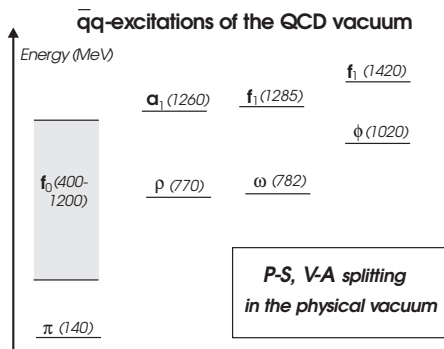 q̄q-excitations of the QCD vacuum
Energy (MeV)
f₁ (1420)
a₁ (1260)
f₁(1285)
ϕ (1020)
f₀(400-
1200)
ρ (770)
ω (782)
P-S, V-A splitting
in the physical vacuum
π (140)